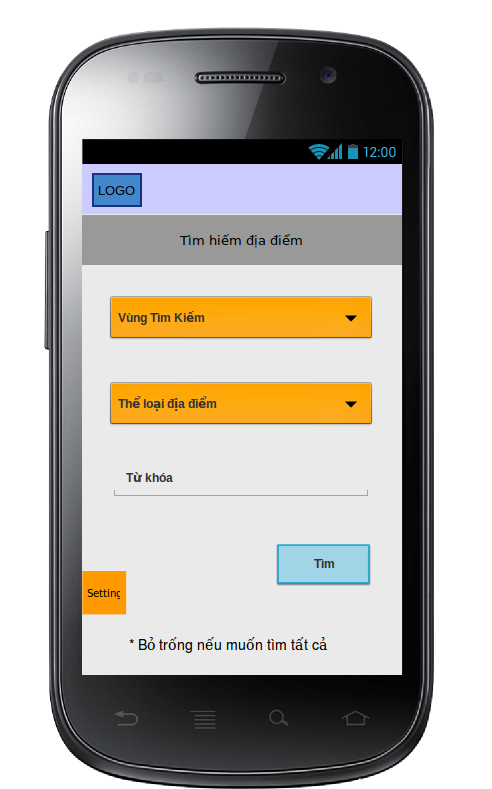 12:00
LOGO
Tìm hiếm địa điểm
Vùng Tìm Kiếm
Thể loại địa điểm
Từ khóa
Tìm
Setting
* Bỏ trống nếu muốn tìm tất cả